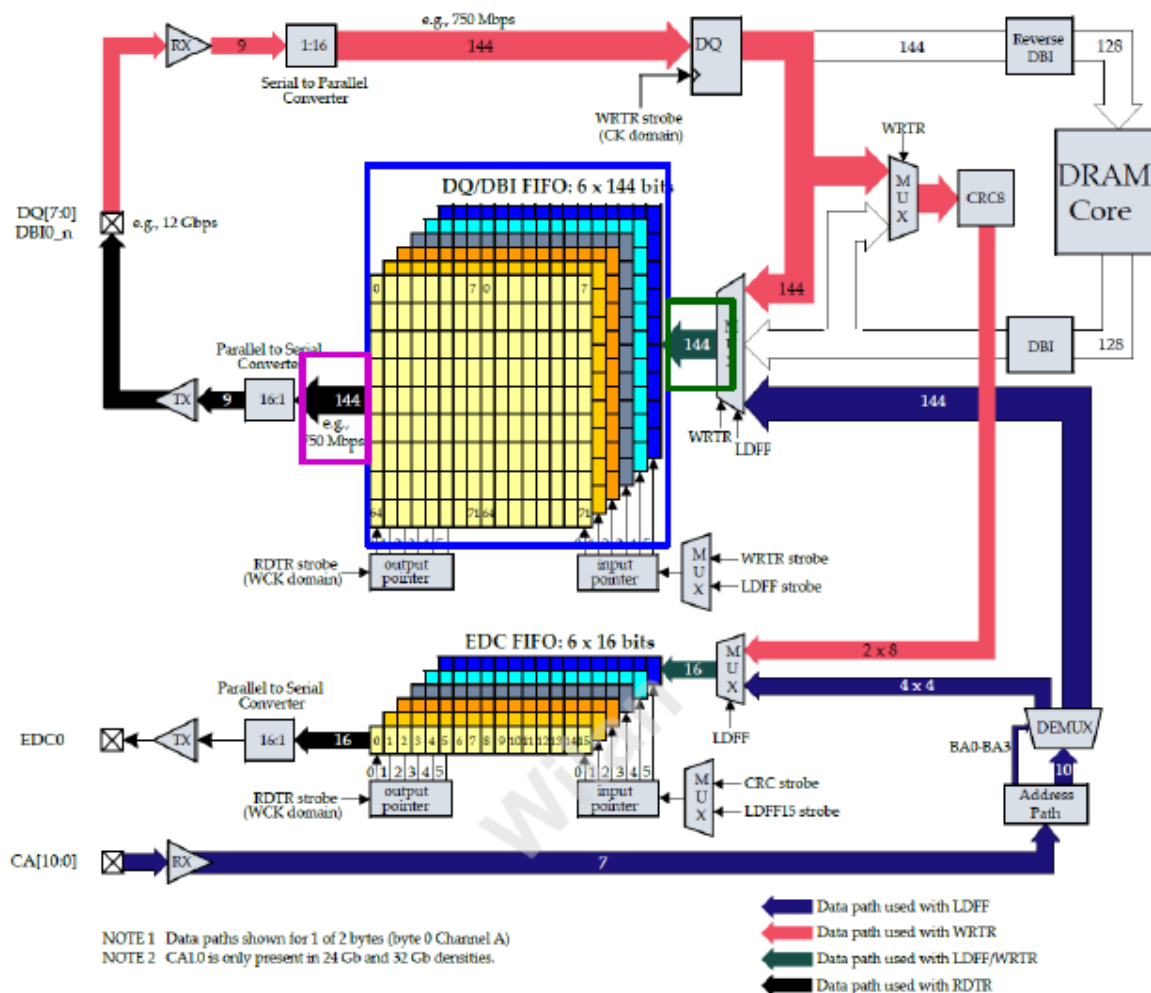 e.g., 750 Mbps
RX
9
1:16
144
DQ
144
Reverse
DBI
128
Serial to Parallel
Converter
WRTR strobe
(CK domain)
WRTR
M
U
X
CRC8
DRAM
Core
DQ/DBI FIFO: 6 x 144 bits
DQ[7:0]
DBI0_n
e.g., 12 Gbps
0
7
0
7
144
144
DBI
128
Parallel to Serial
Converter
TX
9
16:1
144
e.g.,
750 Mbps
144
WRTR
LDFF
64
71
64
71
0 1 2 3 4 5
0 1 2 3 4 5
RDTR strobe
(WCK domain)
output
pointer
input
pointer
M
U
X
WRTR strobe
LDFF strobe
EDC FIFO: 6 x 16 bits
16
M
U
X
2 x 8
4 x 4
LDFF
Parallel to Serial
Converter
EDC0
TX
16:1
16
0 1 2 3 4 5 6 7 8 9 10 11 12 13 14 15
DEMUX
BA0-BA3
10
0 1 2 3 4 5
0 1 2 3 4 5
RDTR strobe
(WCK domain)
output
pointer
input
pointer
M
U
X
CRC strobe
LDFF15 strobe
Address
Path
CA[10:0]
RX
7
Data path used with LDFF
Data path used with WRTR
Data path used with LDFF/WRTR
Data path used with RDTR
NOTE 1 Data paths shown for 1 of 2 bytes (byte 0 Channel A)
NOTE 2 CA10 is only present in 24 Gb and 32 Gb densities.